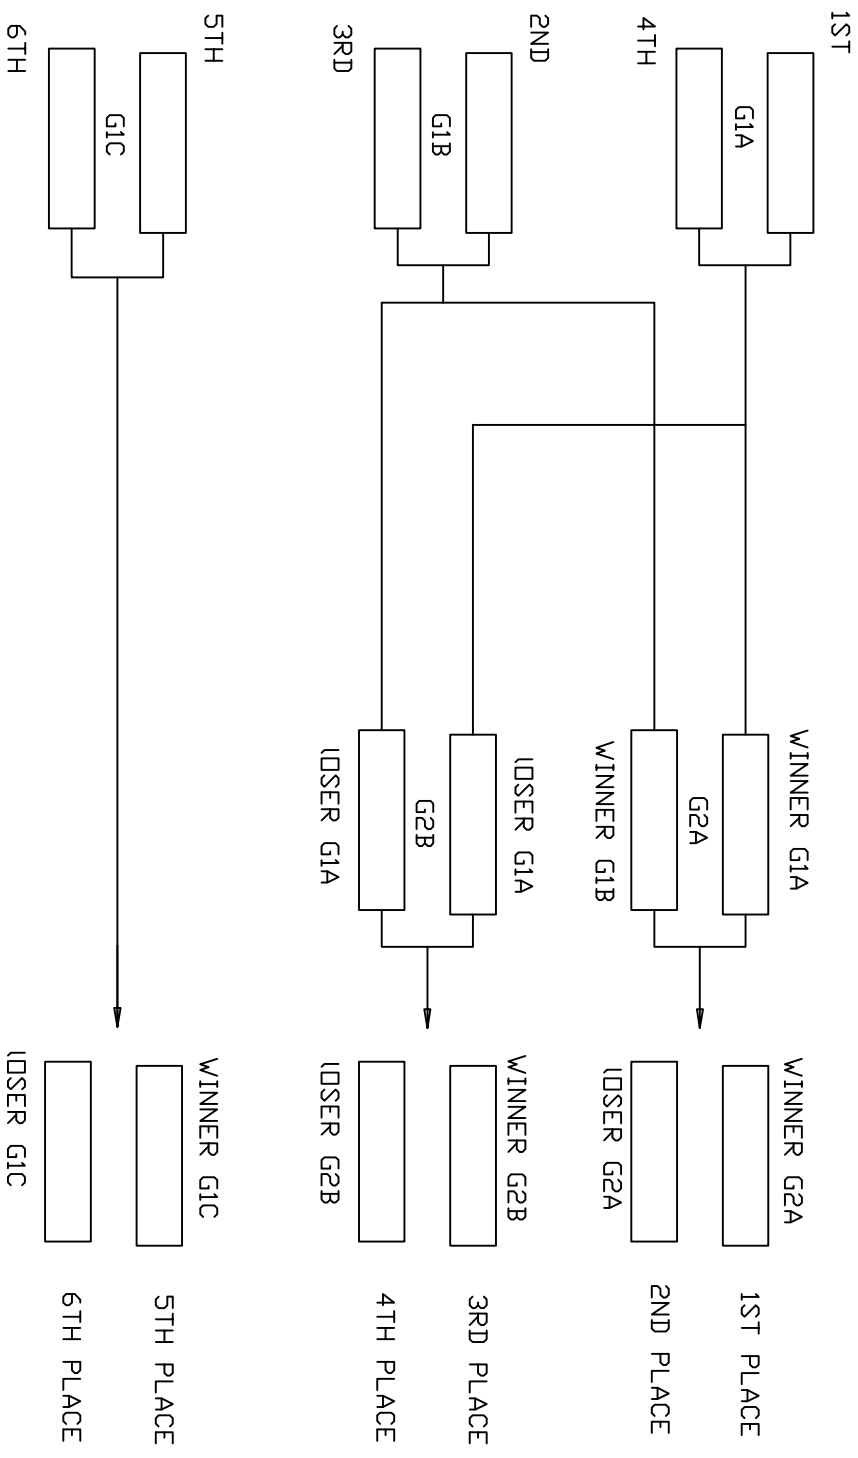 1ST
G1A
4TH
2ND
G1B
3RD
5TH
G1C
6TH
WINNER G1A
G2A
WINNER G1B
lOSER G1A
G2B
lOSER G1A
WINNER G2A
lOSER G2A
WINNER G2B
lOSER G2B
WINNER G1C
lOSER G1C
1ST PLACE
2ND PLACE
3RD PLACE
4TH PLACE
5TH PLACE
6TH PLACE